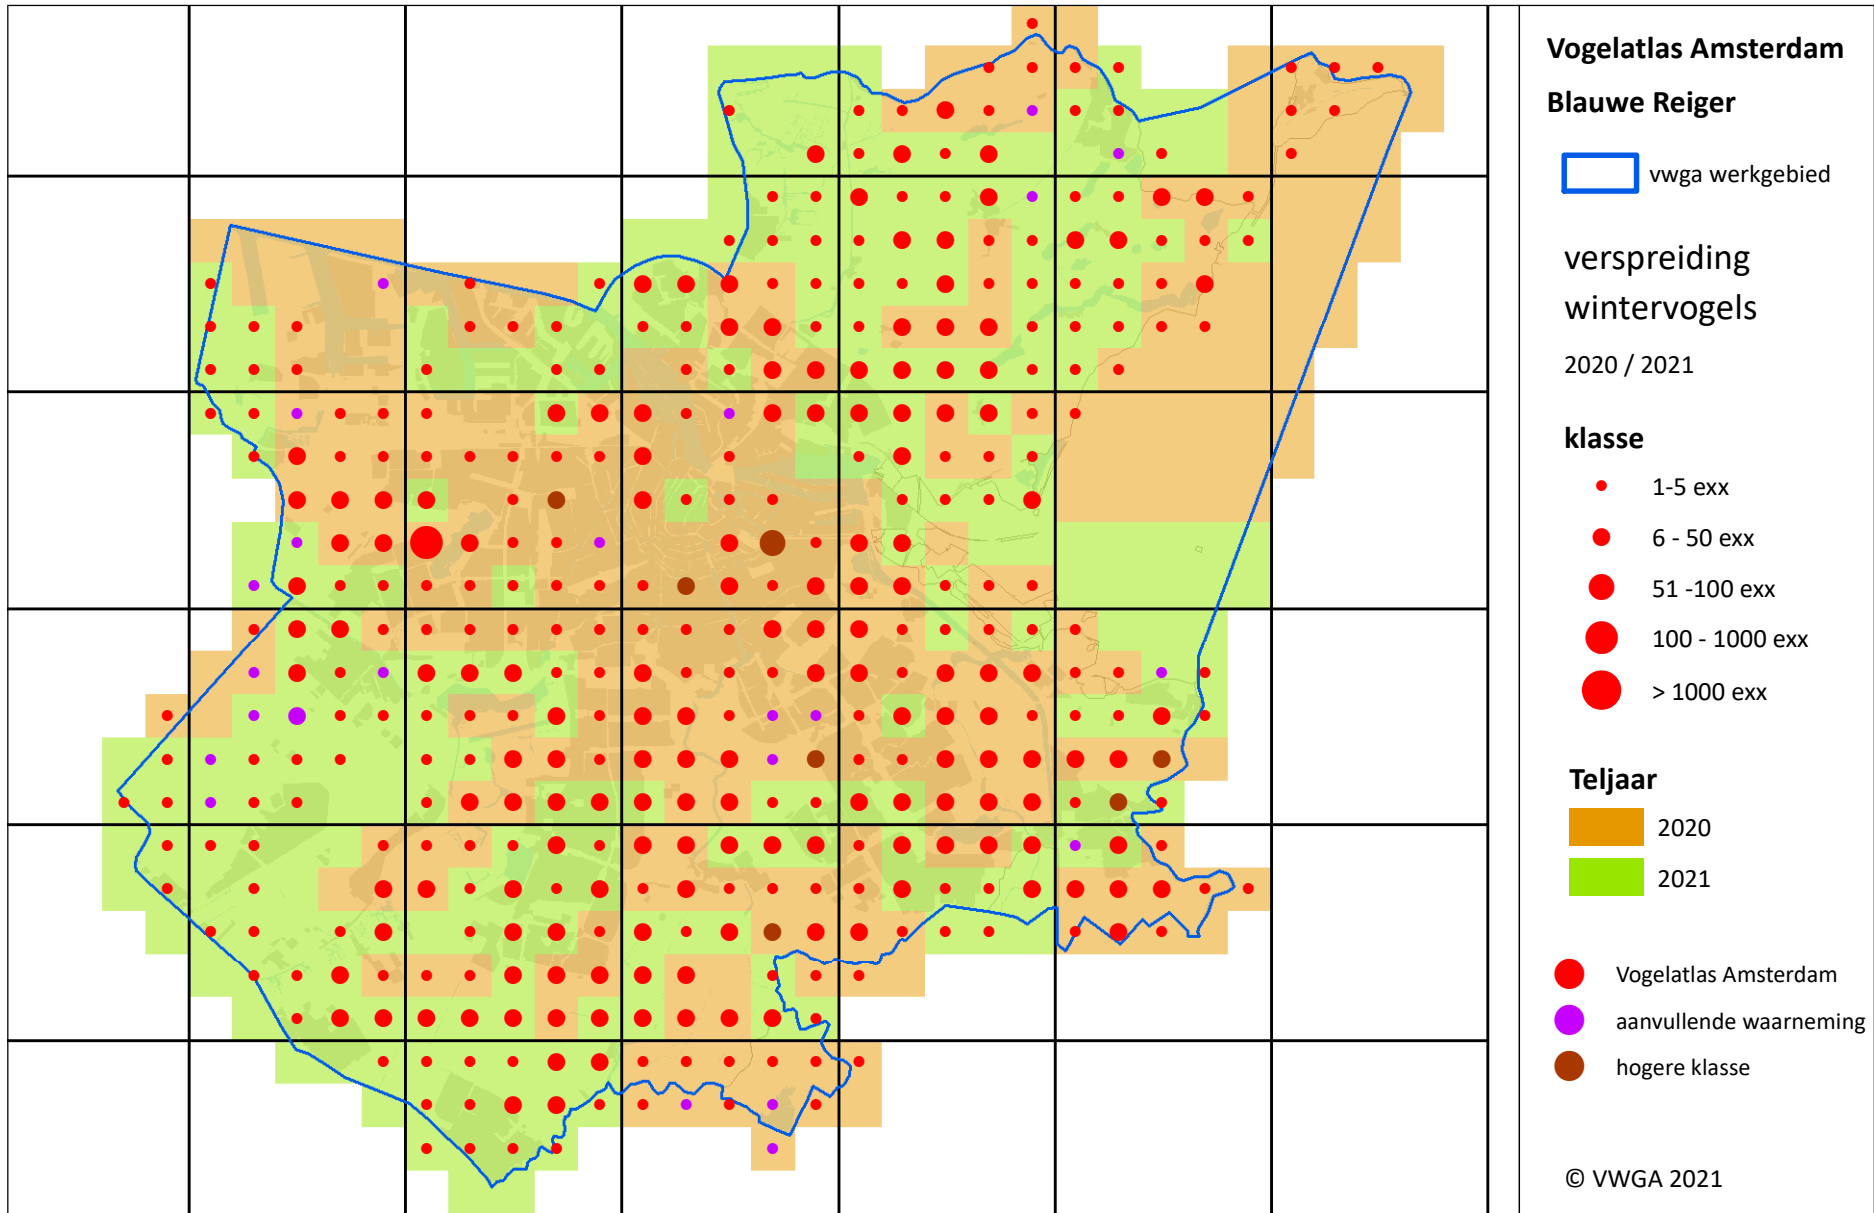 Vogelatlas Amsterdam
Blauwe Reiger
vwga werkgebied
verspreiding
wintervogels
2020 / 2021
klasse
1-5 exx
6 - 50 exx
51 -100 exx
100 - 1000 exx
> 1000 exx
Teljaar
2020
2021
Vogelatlas Amsterdam
aanvullende waarneming
hogere klasse
© VWGA 2021